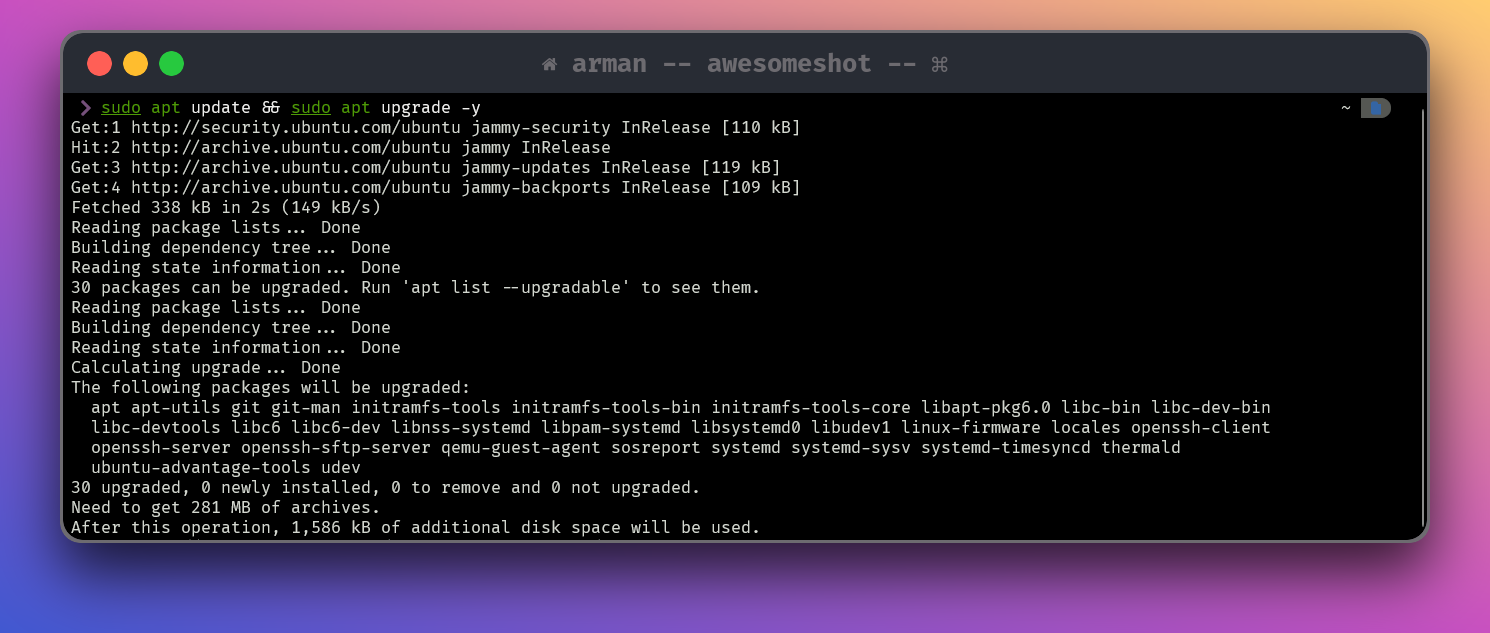 arman -- awesomeshot -- ⌘
❯ sudo apt update && sudo apt upgrade -y ~
Get:1 http://security.ubuntu.com/ubuntu jammy-security InRelease [110 kB]
Hit:2 http://archive.ubuntu.com/ubuntu jammy InRelease
Get:3 http://archive.ubuntu.com/ubuntu jammy-updates InRelease [119 kB]
Get:4 http://archive.ubuntu.com/ubuntu jammy-backports InRelease [109 kB]
Fetched 338 kB in 2s (149 kB/s)
Reading package lists... Done
Building dependency tree... Done
Reading state information... Done
30 packages can be upgraded. Run 'apt list --upgradable' to see them.
Reading package lists... Done
Building dependency tree... Done
Reading state information... Done
Calculating upgrade... Done
The following packages will be upgraded:
apt apt-utils git git-man initramfs-tools initramfs-tools-bin initramfs-tools-core libapt-pkg6.0 libc-bin libc-dev-bin
libc-devtools libc6 libc6-dev libnss-systemd libpam-systemd libsystemd0 libudev1 linux-firmware locales openssh-client
openssh-server openssh-sftp-server qemu-guest-agent sosreport systemd systemd-sysv systemd-timesyncd thermald
ubuntu-advantage-tools udev
30 upgraded, 0 newly installed, 0 to remove and 0 not upgraded.
Need to get 281 MB of archives.
After this operation, 1,586 kB of additional disk space will be used.